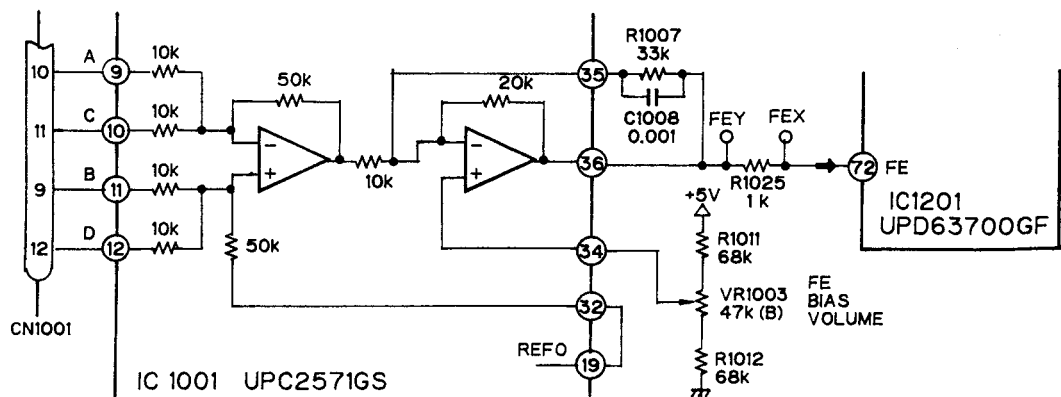 A
10
9
10k
C
11
10
10k
B
9
11
10k
D
12
12
10k
CN1001
50k
50k
10k
20k
35
36
34
32
19
REFO
IC 1001 UPC2571GS
R1007
33k
C1008
0.001
FEY
FEX
R1025
1k
+5V
R1011
68k
VR1003
47k (B)
FE
BIAS
VOLUME
R1012
68k
72
FE
IC1201
UPD63700GF